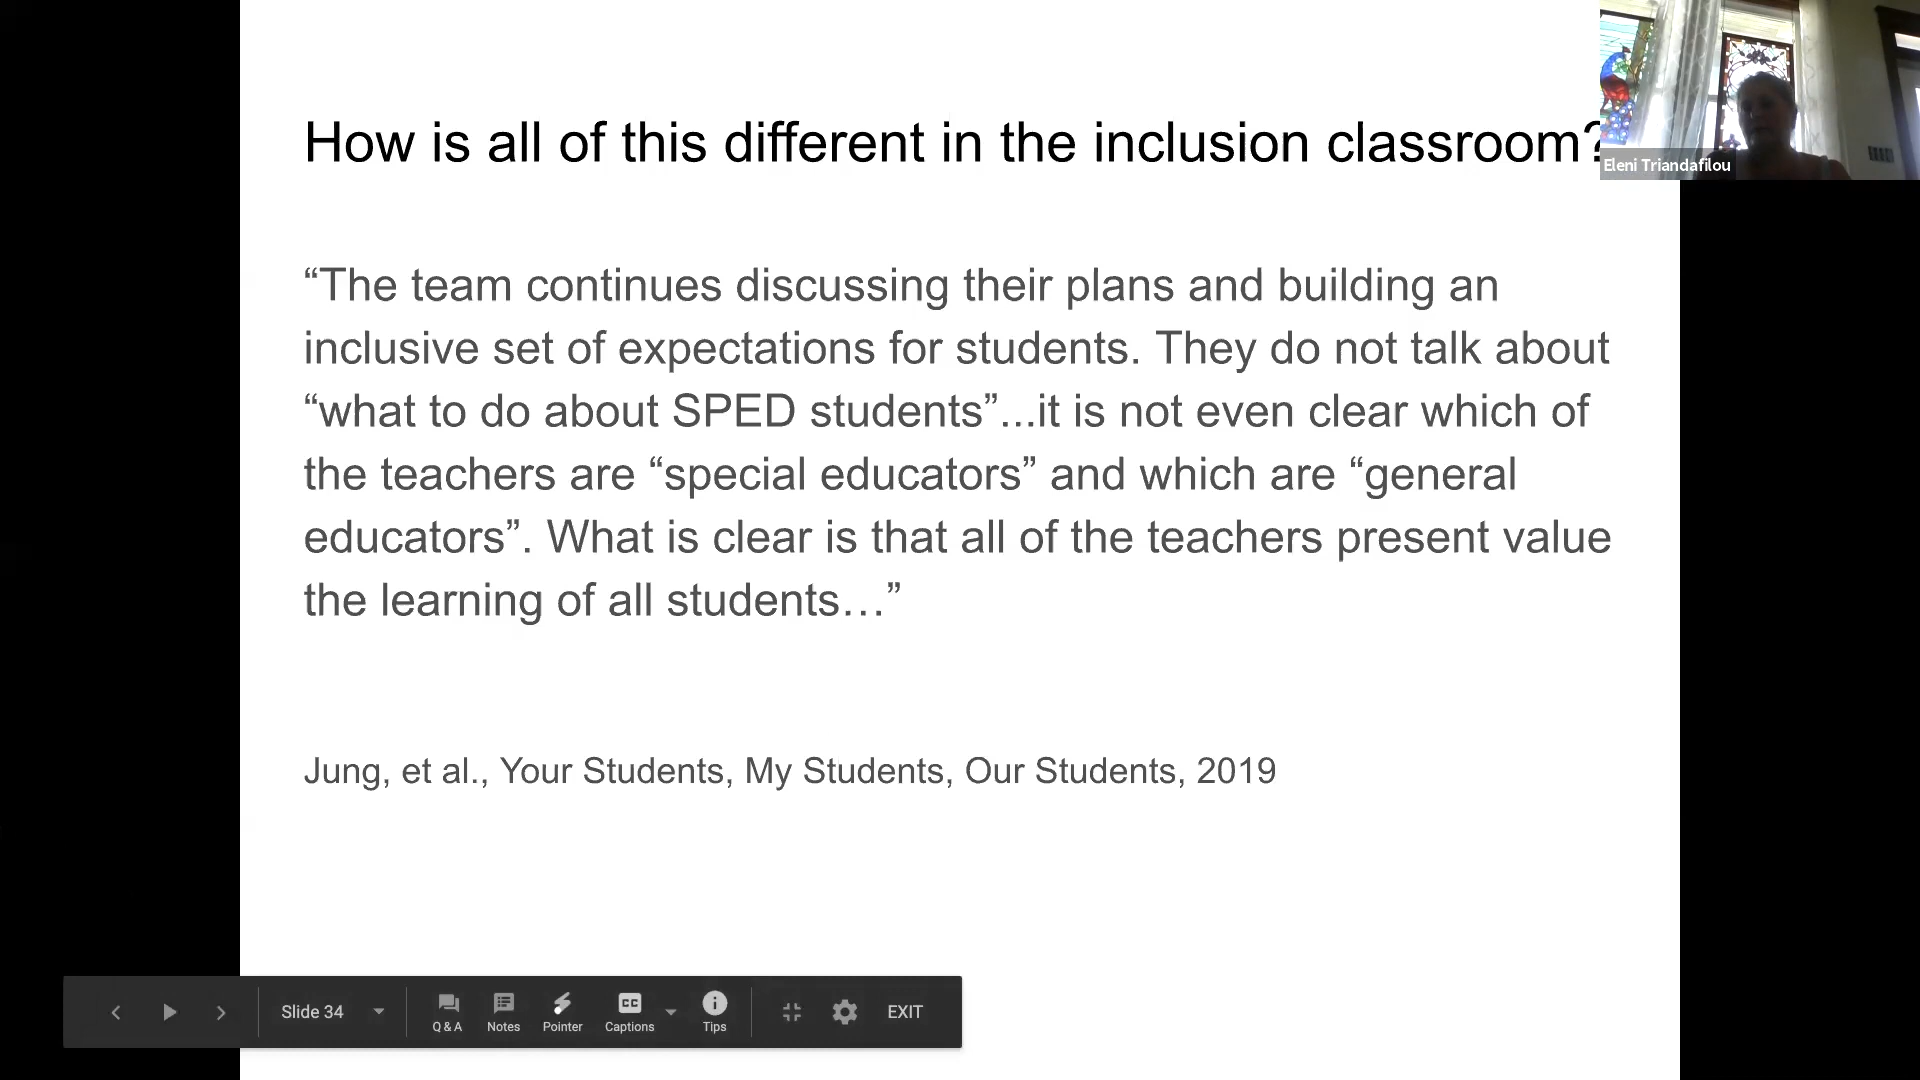 How is all of this different in the inclusion classroom?
Eleni Triandafilou
“The team continues discussing their plans and building an
inclusive set of expectations for students. They do not talk about
“what to do about SPED students”...it is not even clear which of
the teachers are “special educators” and which are “general
educators”. What is clear is that all of the teachers present value
the learning of all students…”
Jung, et al., Your Students, My Students, Our Students, 2019
Slide 34
Q & A
Notes
Pointer
CC
Captions
Tips
EXIT